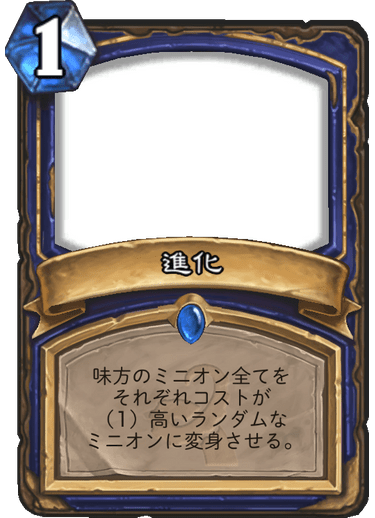 1
進化
味方のミニオン全てを
それぞれコストが
（1）高いランダムな
ミニオンに変身させる。